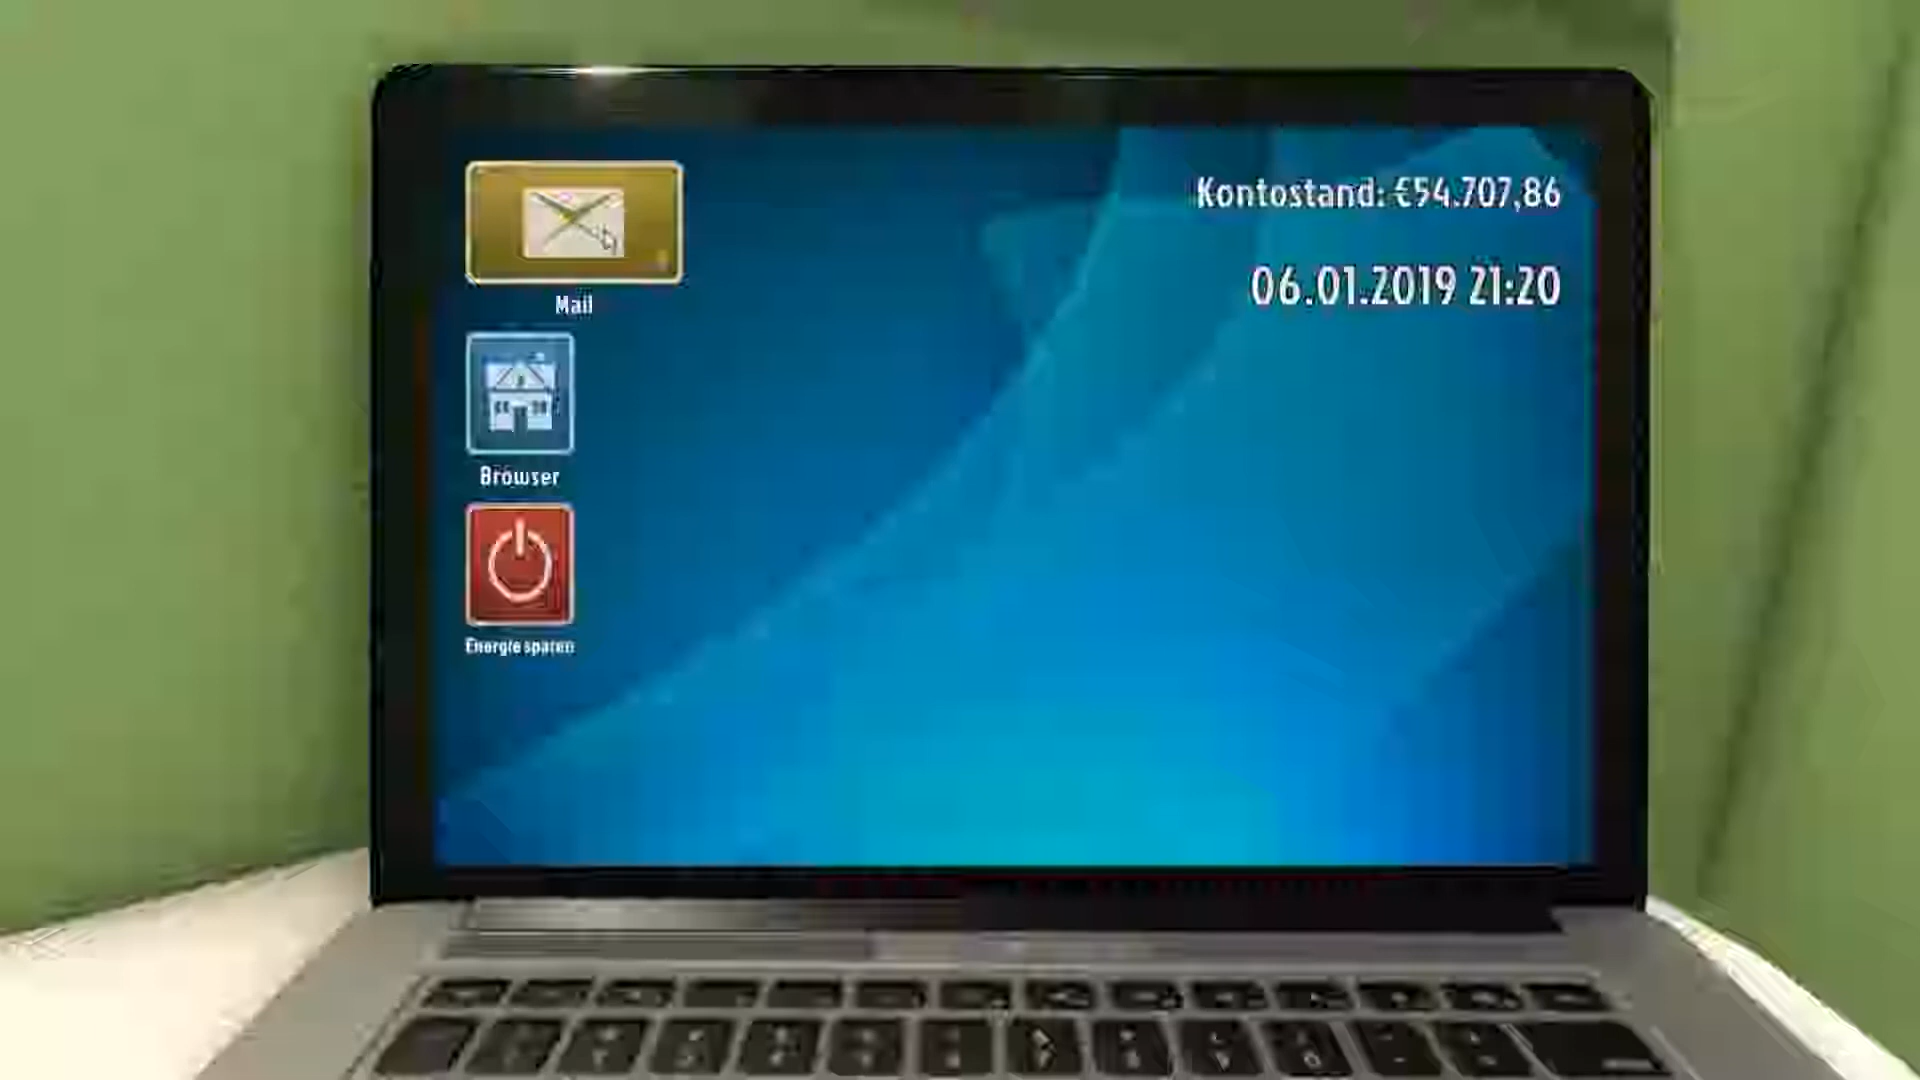 Kontostand: €54.707,86
06.01.2019 21:20
Mail
Browser
Energie sparen